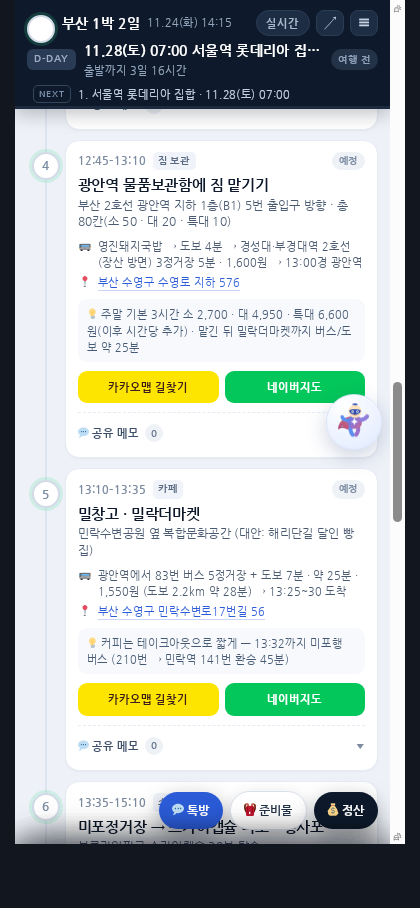 부산 1박 2일 11.24(화) 14:15 실시간
D-DAY 11.28(토) 07:00 서울역 롯데리아 집… 여행 전
출발까지 3일 16시간
NEXT 1. 서울역 롯데리아 집합 · 11.28(토) 07:00
4
12:45-13:10 짐 보관 예정
광안역 물품보관함에 짐 맡기기
부산 2호선 광안역 지하 1층(B1) 5번 출입구 방향 · 총
80칸(소 50 · 대 20 · 특대 10)
영진돼지국밥 → 도보 4분 → 경성대·부경대역 2호선
(장산 방면) 3정거장 5분 · 1,600원 → 13:00경 광안역
부산 수영구 수영로 지하 576
주말 기본 3시간 소 2,700 · 대 4,950 · 특대 6,600
원(이후 시간당 추가) · 맡긴 뒤 밀락더마켓까지 버스/도
보 약 25분
카카오맵 길찾기 네이버지도
공유 메모 0
5
13:10-13:35 카페 예정
밀창고 · 밀락더마켓
민락수변공원 옆 복합문화공간 (대안: 해리단길 달인 빵
집)
광안역에서 83번 버스 5정거장 + 도보 7분 · 약 25분 ·
1,550원 (도보 2.2km 약 28분) → 13:25~30 도착
부산 수영구 민락수변로17번길 56
커피는 테이크아웃으로 짧게 — 13:32까지 미포행
버스 (210번 → 민락역 141번 환승 45분)
카카오맵 길찾기 네이버지도
공유 메모 0
6
13:35-15:10
톡방 준비물 정산
미포정거장 →